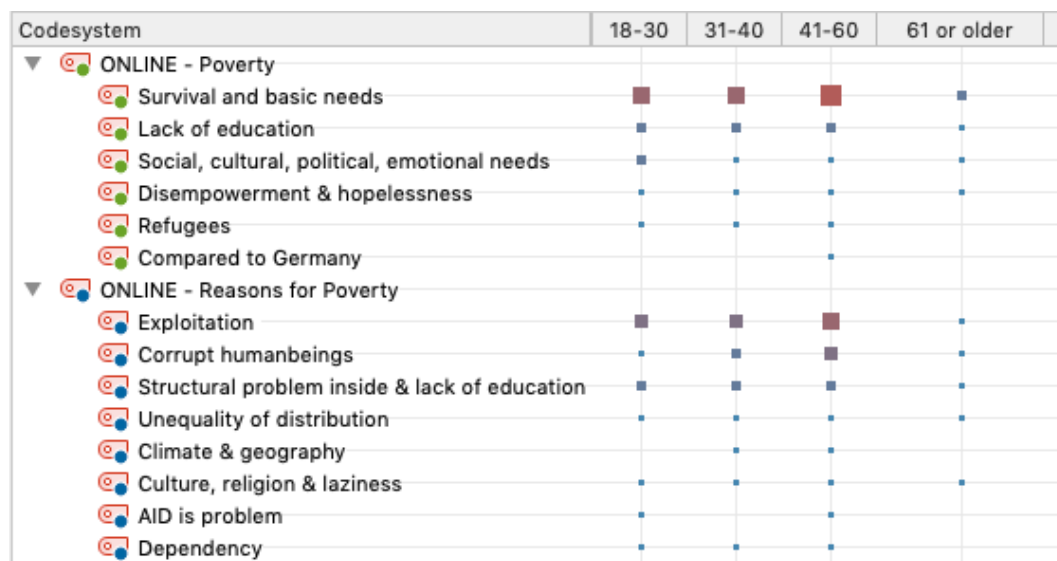 Codesystem 18-30 31-40 41-60 61 or older
ONLINE - Poverty
Survival and basic needs
Lack of education
Social, cultural, political, emotional needs
Disempowerment & hopelessness
Refugees
Compared to Germany
ONLINE - Reasons for Poverty
Exploitation
Corrupt humanbeings
Structural problem inside & lack of education
Unequality of distribution
Climate & geography
Culture, religion & laziness
AID is problem
Dependency